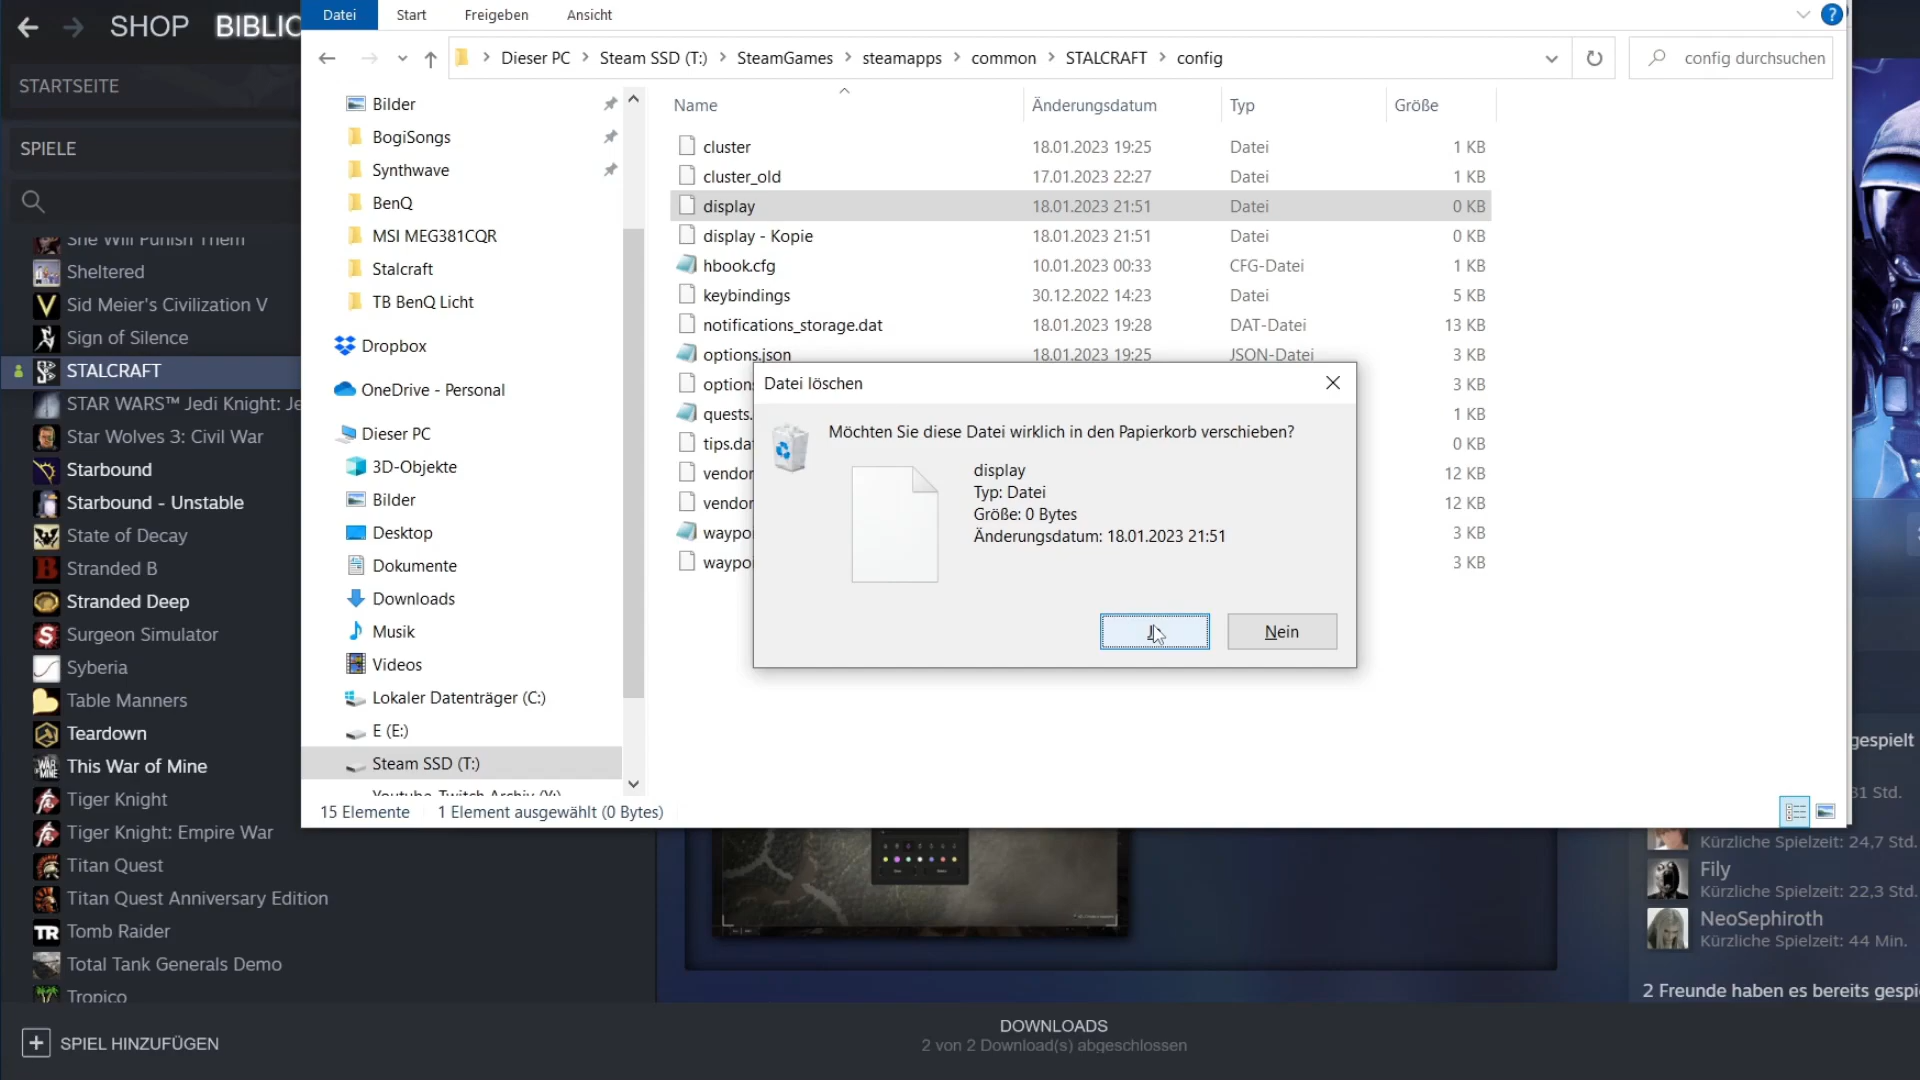 SHOP
BIBLIO
STARTSEITE
SPIELE
She Will Punish Them
Sheltered
Sid Meier's Civilization V
Sign of Silence
STALCRAFT
STAR WARS™ Jedi Knight: Je
Star Wolves 3: Civil War
Starbound
Starbound - Unstable
State of Decay
Stranded B
Stranded Deep
Surgeon Simulator
Syberia
Table Manners
Teardown
This War of Mine
Tiger Knight
Tiger Knight: Empire War
Titan Quest
Titan Quest Anniversary Edition
Tomb Raider
Total Tank Generals Demo
Tropico
SPIEL HINZUFÜGEN
Datei Start Freigeben Ansicht
Dieser PC > Steam SSD (T:) > SteamGames > steamapps > common > STALCRAFT > config
config durchsuchen
Bilder
BogiSongs
Synthwave
BenQ
MSI MEG381CQR
Stalcraft
TB BenQ Licht
Dropbox
OneDrive - Personal
Dieser PC
3D-Objekte
Bilder
Desktop
Dokumente
Downloads
Musik
Videos
Lokaler Datenträger (C:)
E (E:)
Steam SSD (T:)
Name Änderungsdatum Typ Größe
cluster 18.01.2023 19:25 Datei 1 KB
cluster_old 17.01.2023 22:27 Datei 1 KB
display 18.01.2023 21:51 Datei 0 KB
display - Kopie 18.01.2023 21:51 Datei 0 KB
hbook.cfg 10.01.2023 00:33 CFG-Datei 1 KB
keybindings 30.12.2022 14:23 Datei 5 KB
notifications_storage.dat 18.01.2023 19:28 DAT-Datei 13 KB
options.json 18.01.2023 19:25 JSON-Datei 3 KB
option 3 KB
quests. 1 KB
tips.da 0 KB
vendor 12 KB
vendor 12 KB
waypo 3 KB
waypo 3 KB
Datei löschen
Möchten Sie diese Datei wirklich in den Papierkorb verschieben?
display
Typ: Datei
Größe: 0 Bytes
Änderungsdatum: 18.01.2023 21:51
Nein
15 Elemente 1 Element ausgewählt (0 Bytes)
gespielt
31 Std.
Kürzliche Spielzeit: 24,7 Std.
Fily
Kürzliche Spielzeit: 22,3 Std.
NeoSephiroth
Kürzliche Spielzeit: 44 Min.
2 Freunde haben es bereits gespi
DOWNLOADS
2 von 2 Download(s) abgeschlossen